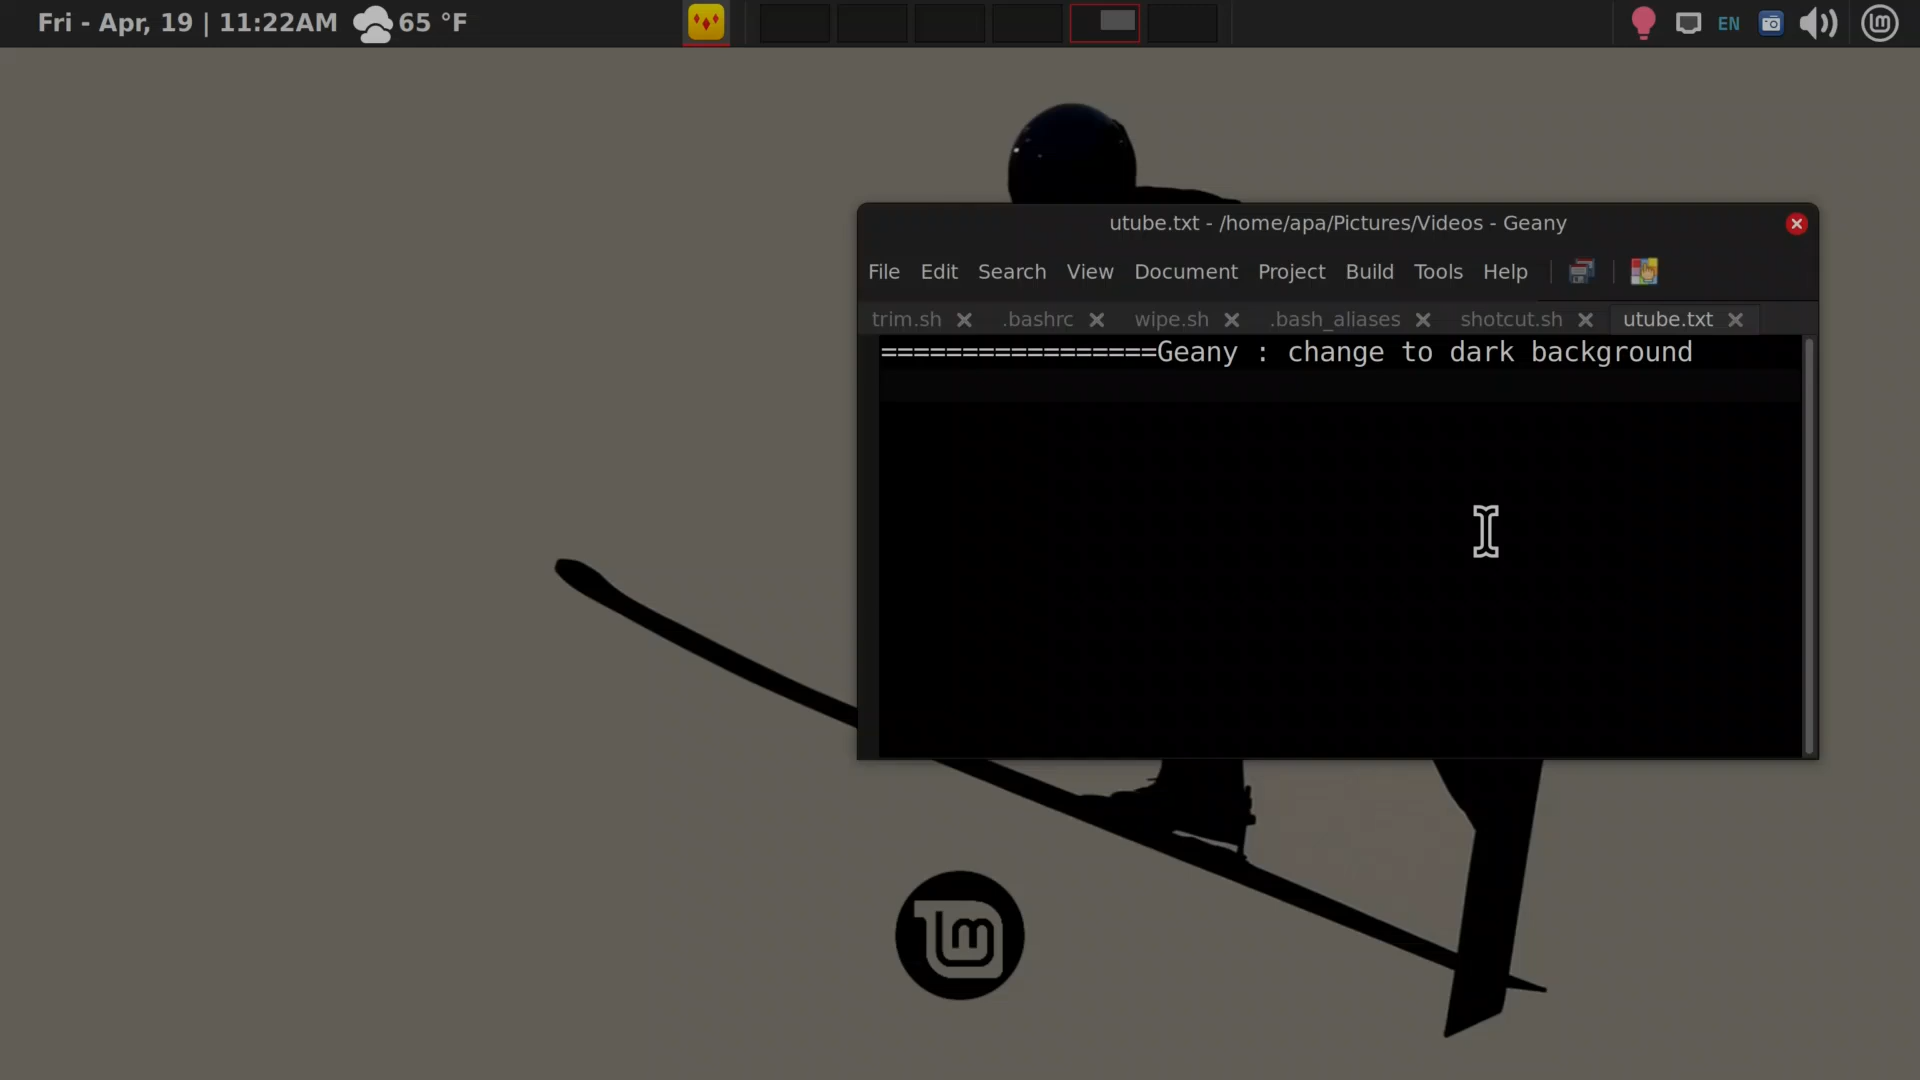 Fri - Apr, 19 | 11:22AM 65 °F
EN
utube.txt - /home/apa/Pictures/Videos - Geany
File Edit Search View Document Project Build Tools Help
trim.sh .bashrc wipe.sh .bash_aliases shotcut.sh utube.txt
=================Geany : change to dark background